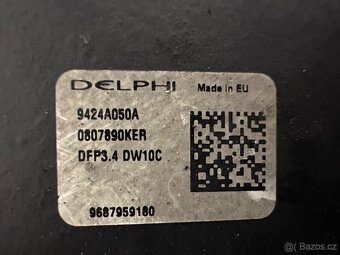 DELPHI Made in EU
9424A050A
0807890KER
DFP3.4 DW10C
9687959180
Bazos.cz